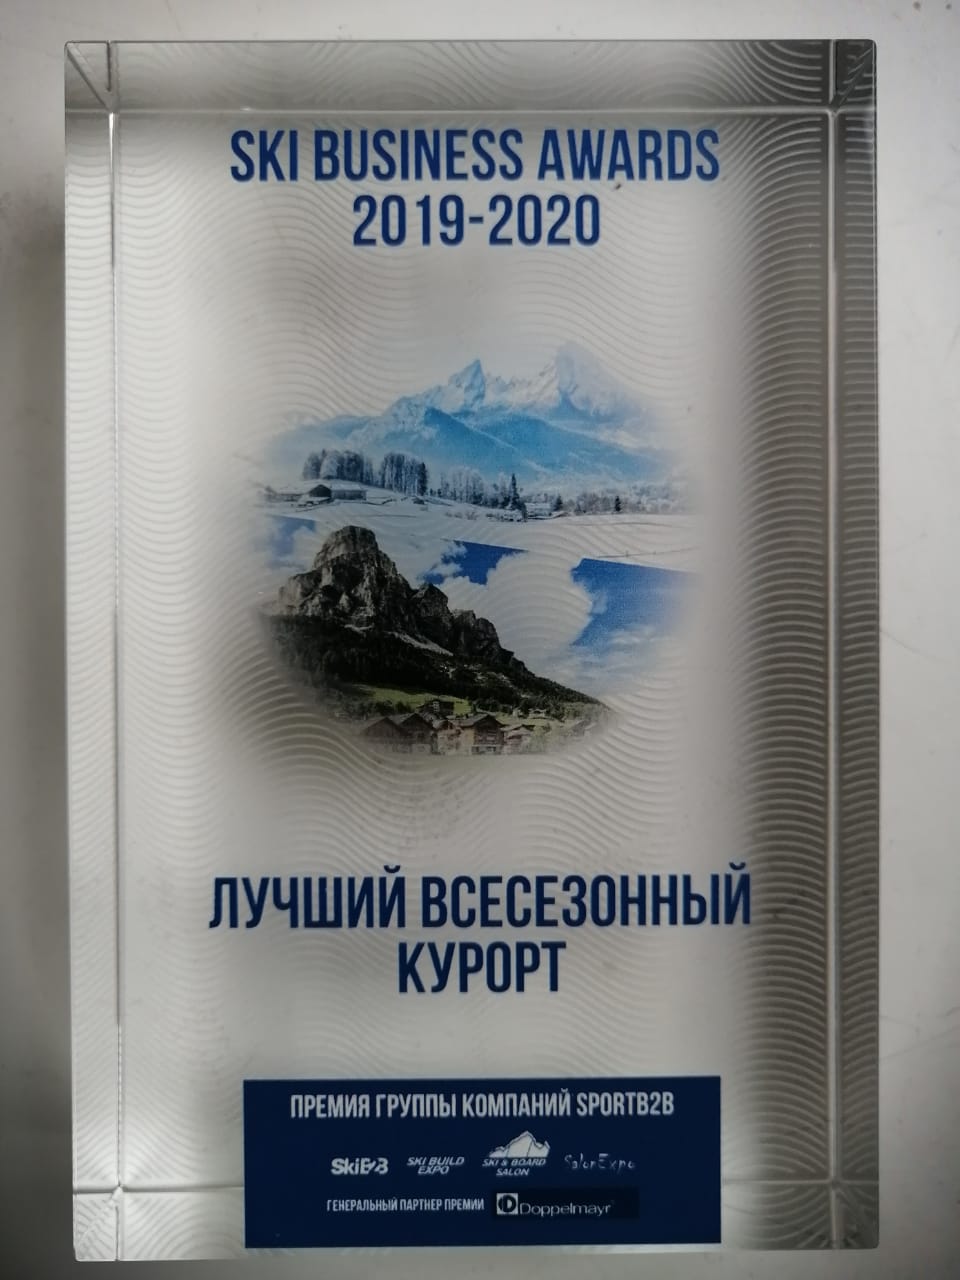 SKI BUSINESS AWARDS
2019-2020
ЛУЧШИЙ ВСЕСЕЗОННЫЙ
КУРОРТ
ПРЕМИЯ ГРУППЫ КОМПАНИЙ SPORTB2B
SkiB2B
SKI BUILD
EXPO
SKI & BOARD
SALON
SalonExpo
ГЕНЕРАЛЬНЫЙ ПАРТНЕР ПРЕМИИ Doppelmayr